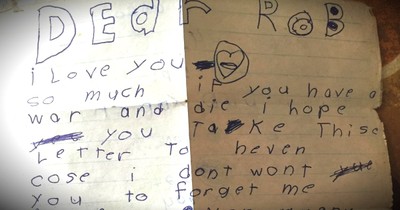 DEAr ROB
i Love you
so much if you have a
war and die i hope
you TaKe Thise
LeTTer To heven
cose i dont wont
you to forget me